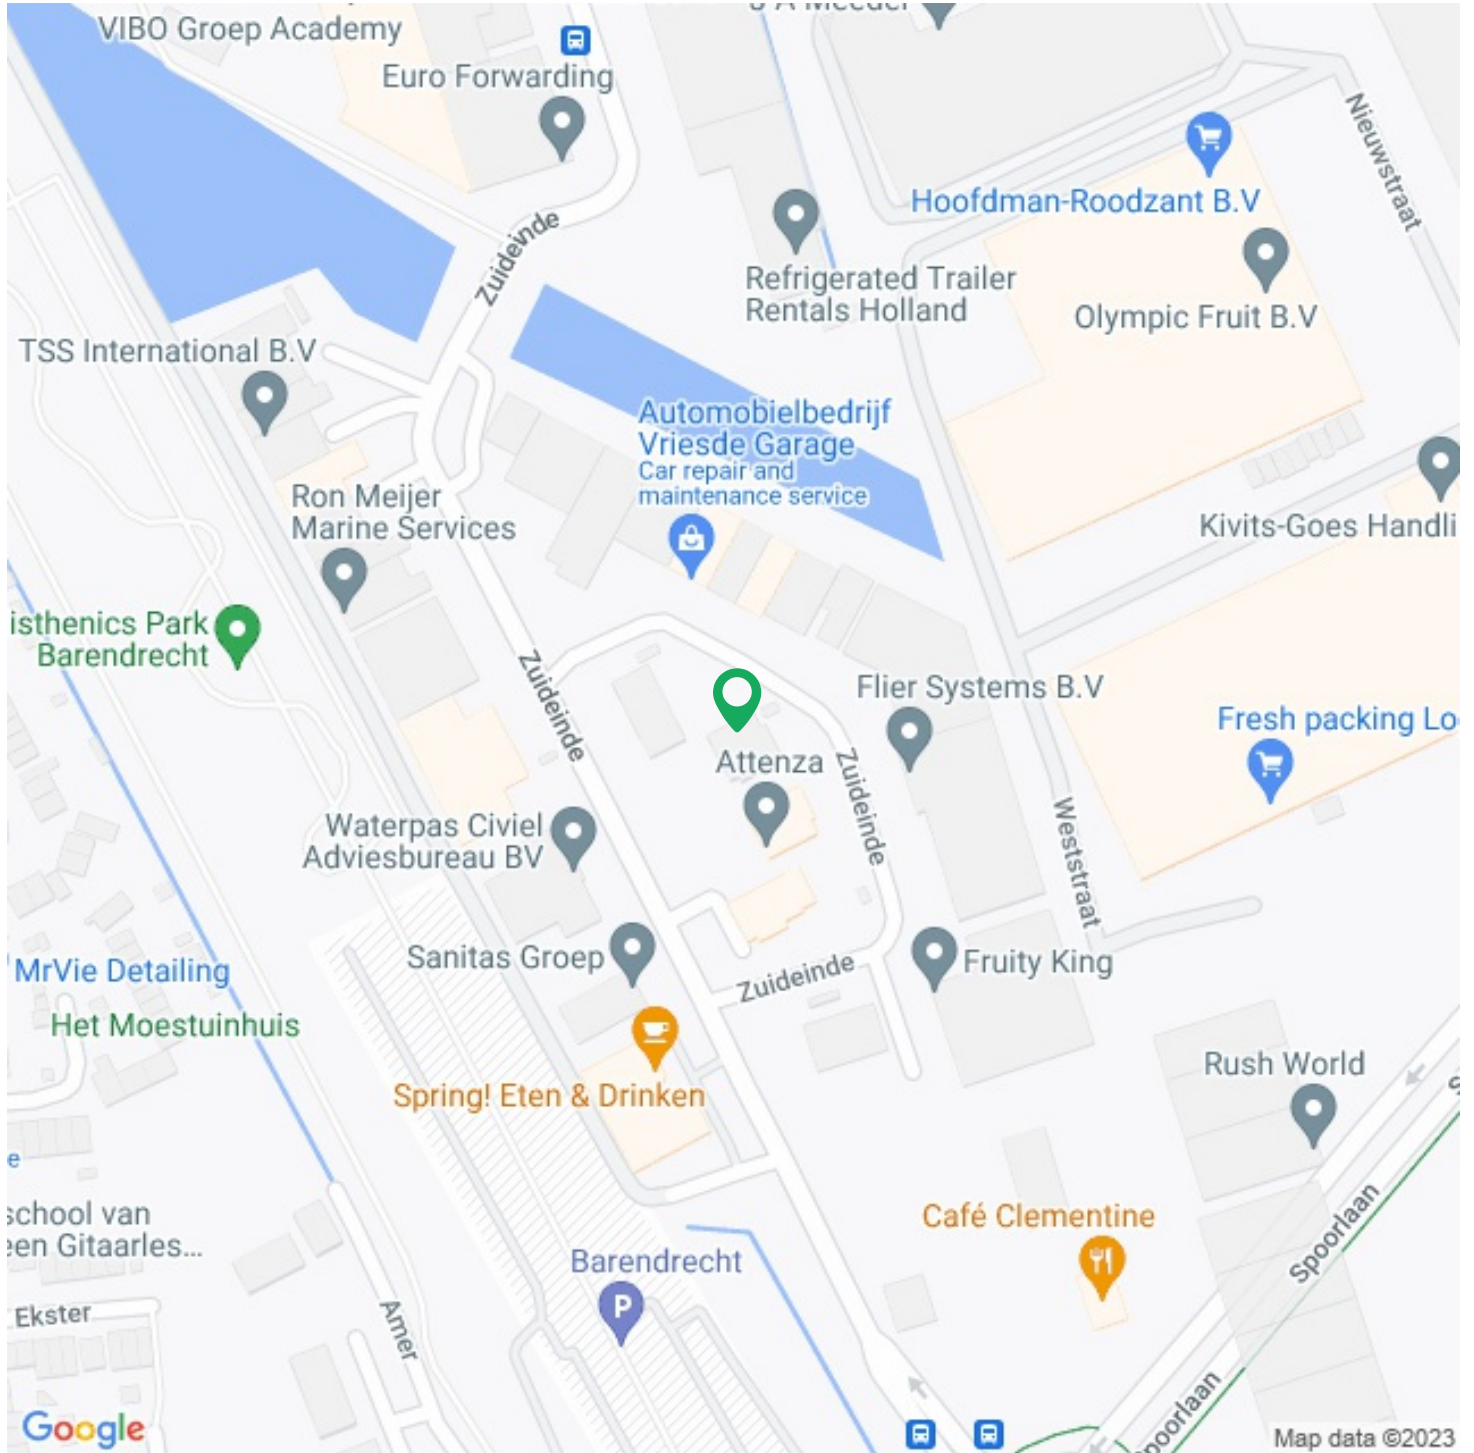 VIBO Groep Academy
Euro Forwarding
Nieuwstraat
Hoofdman-Roodzant B.V
Zuideinde
Refrigerated Trailer
Rentals Holland
Olympic Fruit B.V
TSS International B.V
Automobielbedrijf
Vriesde Garage
Car repair and
maintenance service
Ron Meijer
Marine Services
Kivits-Goes Handli
isthenics Park
Barendrecht
Zuideinde
Flier Systems B.V
Fresh packing Lo
Attenza
Zuideinde
Weststraat
Waterpas Civiel
Adviesbureau BV
Sanitas Groep
Zuideinde
Fruity King
MrVie Detailing
Het Moestuinhuis
Rush World
Spring! Eten & Drinken
e
school van
een Gitaarles...
Café Clementine
Spoorlaan
Barendrecht
P
Ekster
Amer
Spoorlaan
Google
Map data ©2023